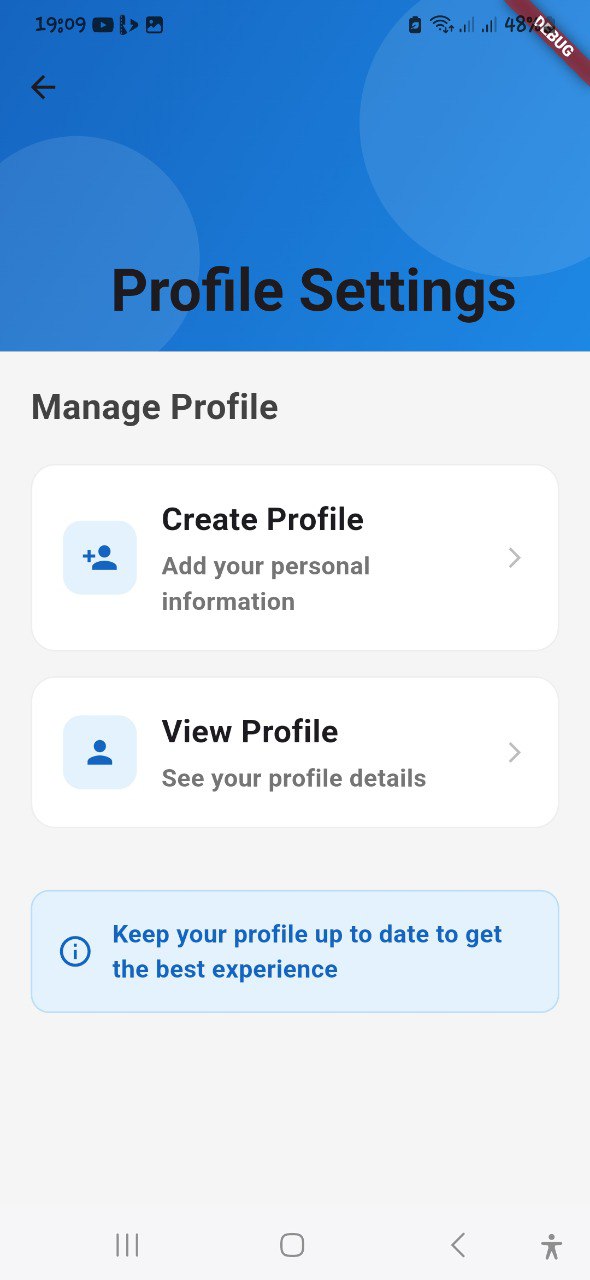 19:09 48%
DEBUG
Profile Settings
Manage Profile
Create Profile
Add your personal
information
View Profile
See your profile details
Keep your profile up to date to get
the best experience